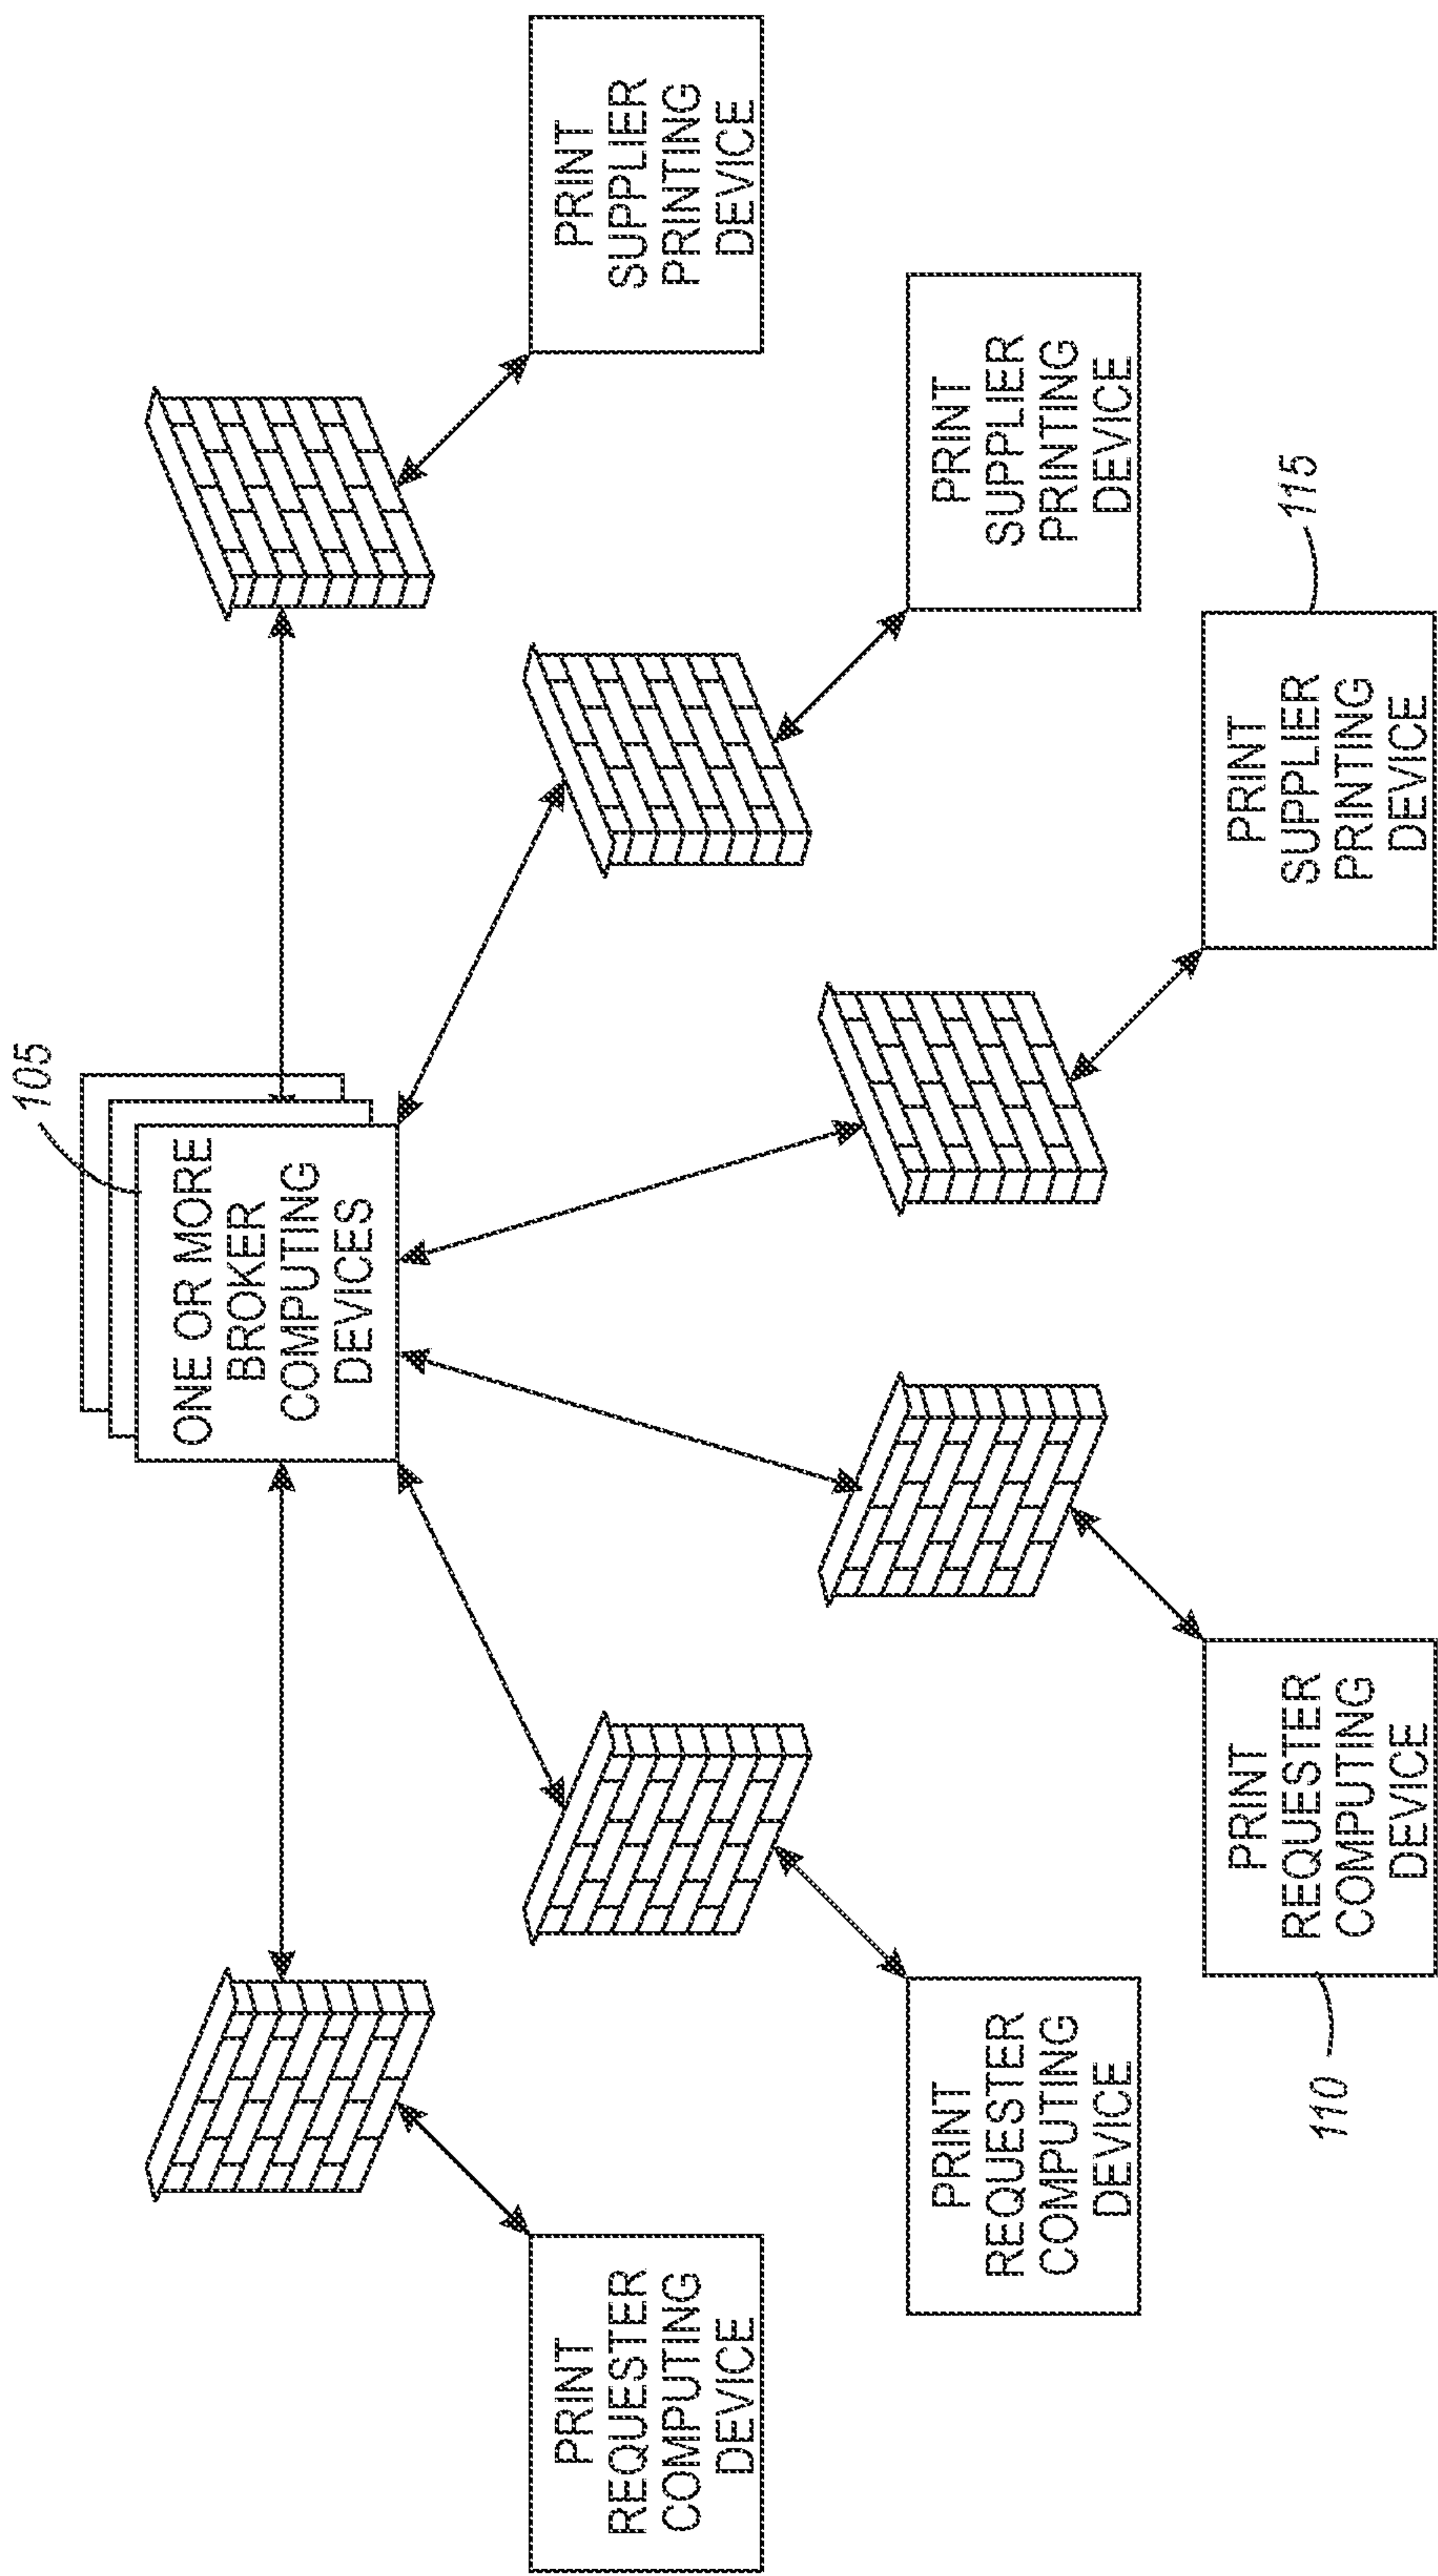 105
ONE OR MORE
BROKER
COMPUTING
DEVICES
PRINT
REQUESTER
COMPUTING
DEVICE
PRINT
SUPPLIER
PRINTING
DEVICE
PRINT
REQUESTER
COMPUTING
DEVICE
PRINT
SUPPLIER
PRINTING
DEVICE
PRINT
REQUESTER
COMPUTING
DEVICE
PRINT
SUPPLIER
PRINTING
DEVICE
110
115